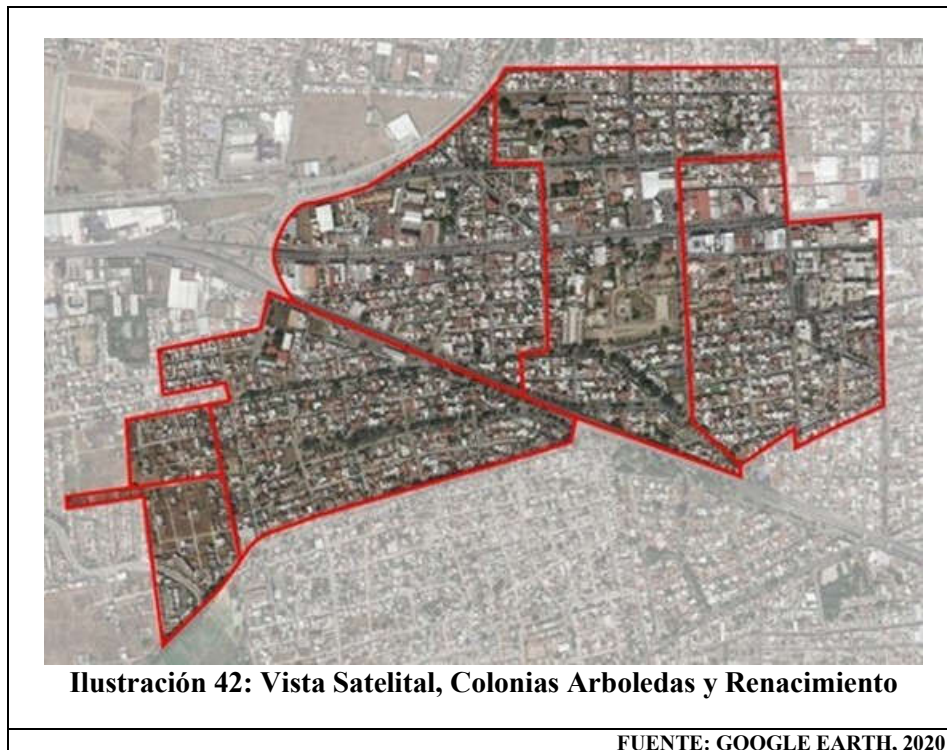 Ilustración 42: Vista Satelital, Colonias Arboledas y Renacimiento
FUENTE: GOOGLE EARTH, 2020